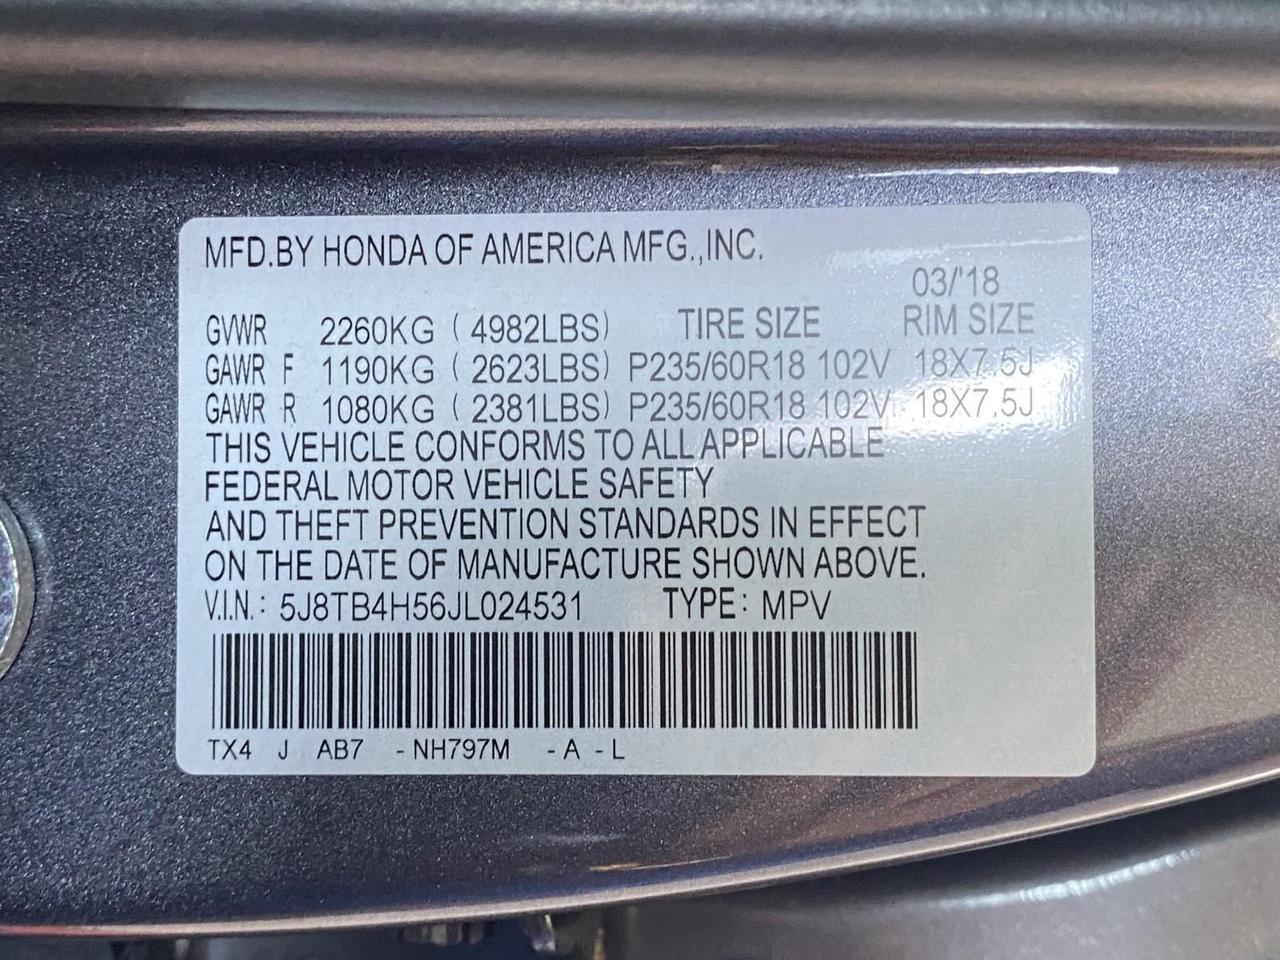 MFD.BY HONDA OF AMERICA MFG.,INC.
03/'18
GVWR 2260KG ( 4982LBS) TIRE SIZE RIM SIZE
GAWR F 1190KG ( 2623LBS) P235/60R18 102V 18X7.5J
GAWR R 1080KG ( 2381LBS) P235/60R18 102V 18X7.5J
THIS VEHICLE CONFORMS TO ALL APPLICABLE
FEDERAL MOTOR VEHICLE SAFETY
AND THEFT PREVENTION STANDARDS IN EFFECT
ON THE DATE OF MANUFACTURE SHOWN ABOVE.
V.I.N.: 5J8TB4H56JL024531 TYPE: MPV
TX4 J AB7 -NH797M -A -L